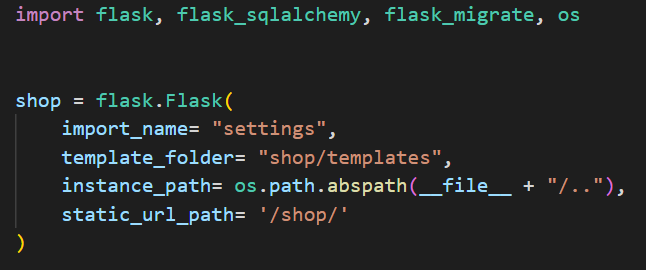 import flask, flask_sqlalchemy, flask_migrate, os
shop = flask.Flask(
    import_name= "settings",
    template_folder= "shop/templates",
    instance_path= os.path.abspath(__file__ + "/.."),
    static_url_path= '/shop/'
)